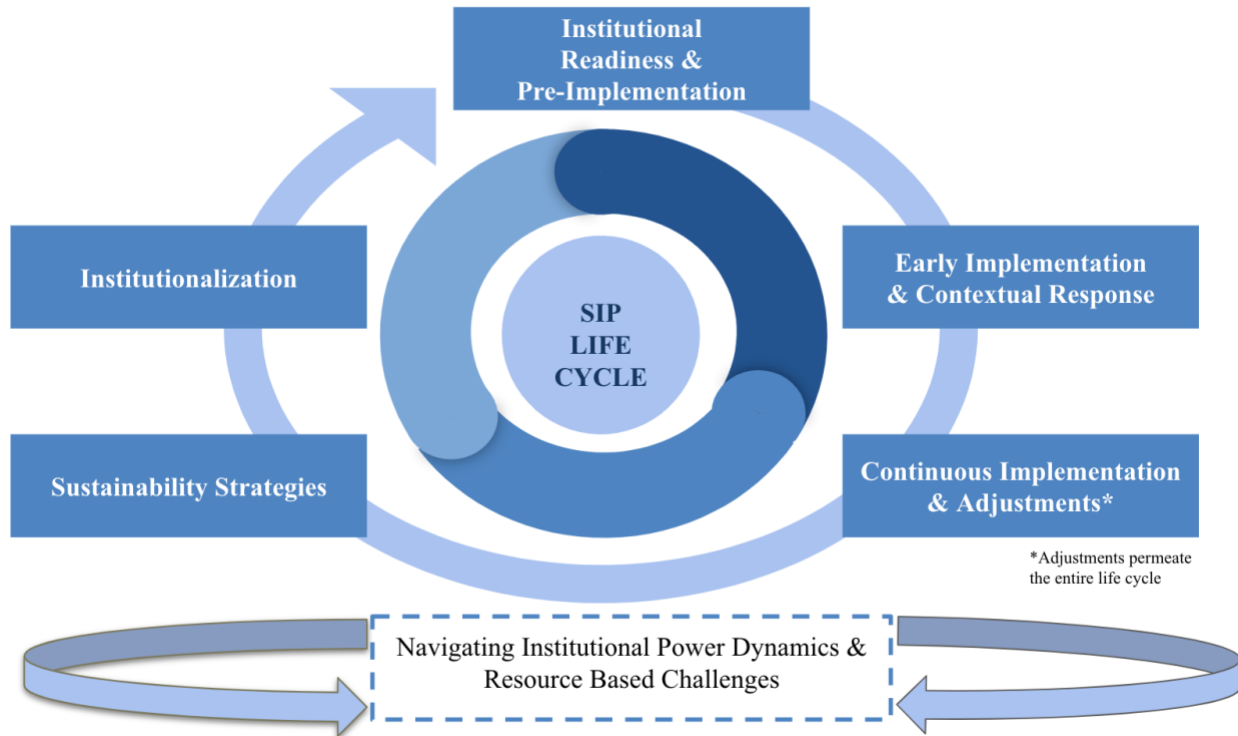 Institutional
Readiness &
Pre-Implementation
Early Implementation
& Contextual Response
Continuous Implementation
& Adjustments*
*Adjustments permeate
the entire life cycle
Sustainability Strategies
Institutionalization
SIP
LIFE
CYCLE
Navigating Institutional Power Dynamics &
Resource Based Challenges